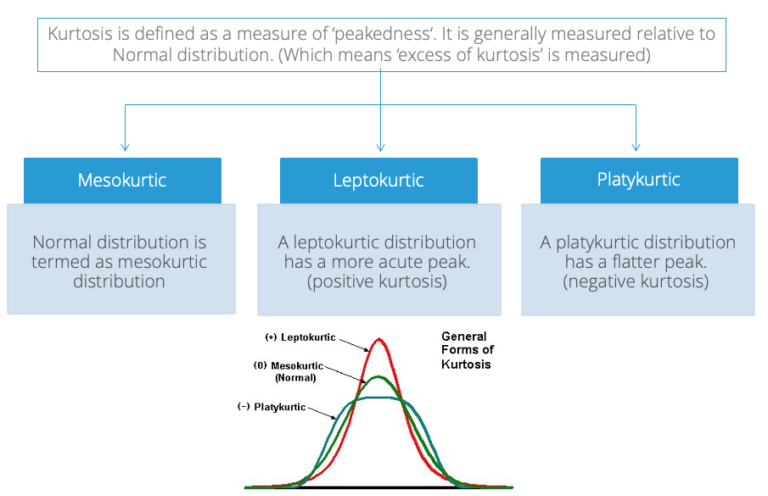 Kurtosis is defined as a measure of ‘peakedness‘. It is generally measured relative to
Normal distribution. (Which means ‘excess of kurtosis’ is measured)
Mesokurtic
Leptokurtic
Platykurtic
Normal distribution is
termed as mesokurtic
distribution
A leptokurtic distribution
has a more acute peak.
(positive kurtosis)
A platykurtic distribution
has a flatter peak.
(negative kurtosis)
(+) Leptokurtic
(0) Mesokurtic
(Normal)
(−) Platykurtic
General
Forms of
Kurtosis